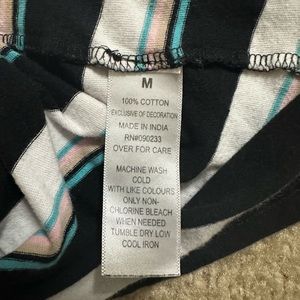 M
100% COTTON
EXCLUSIVE OF DECORATION
MADE IN INDIA
RN#090233
OVER FOR CARE
MACHINE WASH
COLD
WITH LIKE COLOURS
ONLY NON-
CHLORINE BLEACH
WHEN NEEDED
TUMBLE DRY LOW
COOL IRON